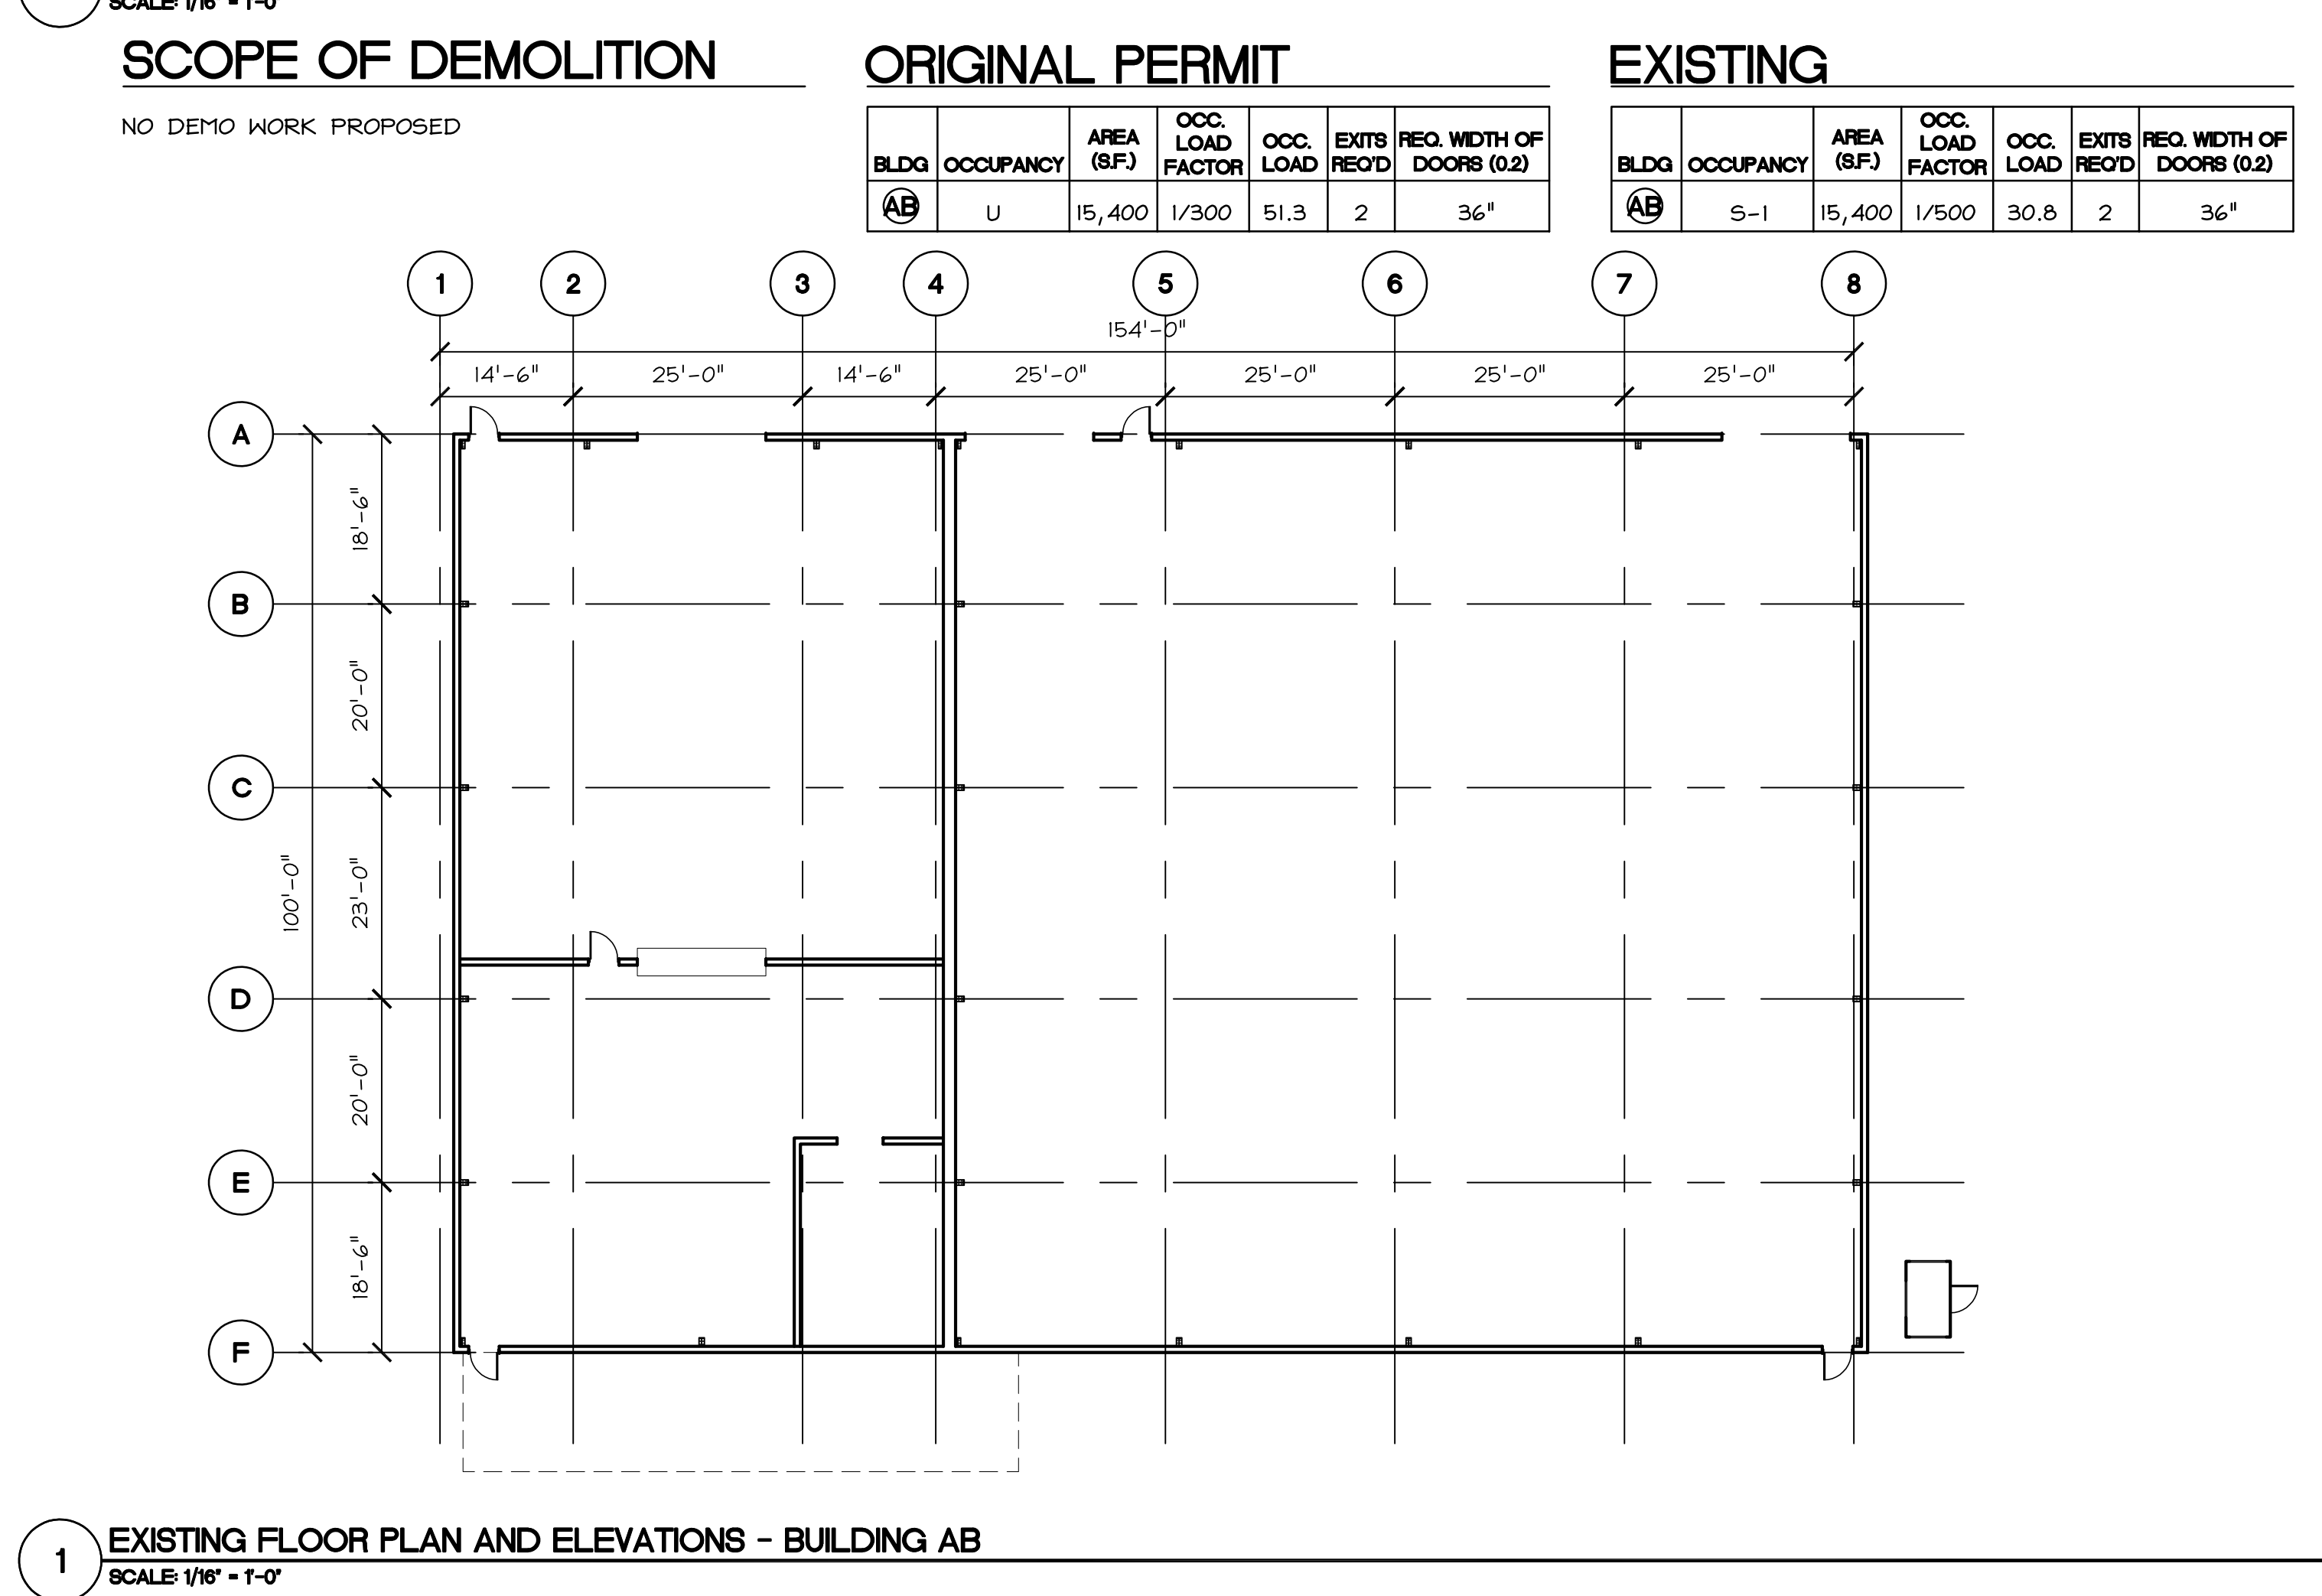 SCALE: 1/16" = 1'-0"
SCOPE OF DEMOLITION
NO DEMO WORK PROPOSED
ORIGINAL PERMIT
BLDG OCCUPANCY AREA (S.F.) OCC. LOAD FACTOR OCC. LOAD EXITS REQ'D REQ. WIDTH OF DOORS (0.2)
AB U 15,400 1/300 51.3 2 36"
EXISTING
BLDG OCCUPANCY AREA (S.F.) OCC. LOAD FACTOR OCC. LOAD EXITS REQ'D REQ. WIDTH OF DOORS (0.2)
AB S-1 15,400 1/500 30.8 2 36"
1 2 3 4 5 6 7 8
154'-0"
14'-6" 25'-0" 14'-6" 25'-0" 25'-0" 25'-0" 25'-0"
A
18'-6"
B
20'-0"
C
100'-0"
23'-0"
D
20'-0"
E
18'-6"
F
1
EXISTING FLOOR PLAN AND ELEVATIONS - BUILDING AB
SCALE: 1/16" = 1'-0"